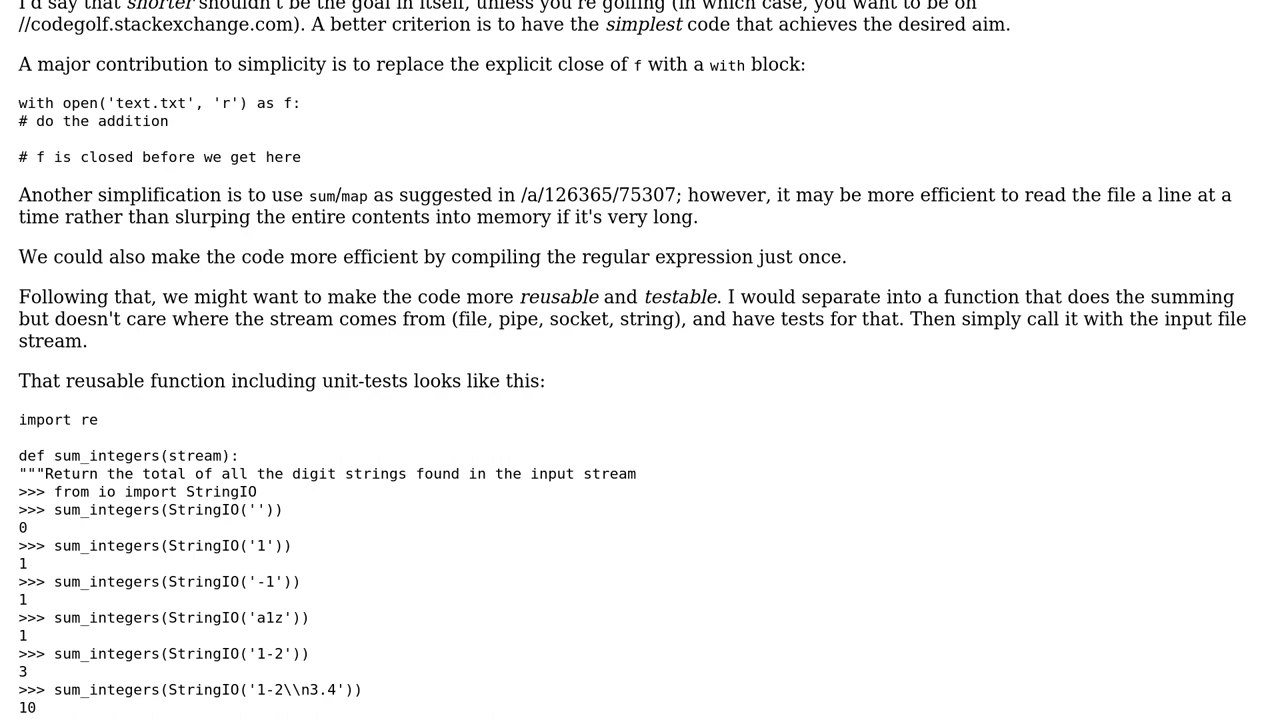 I'd say that shorter shouldn't be the goal in itself, unless you're golfing (in which case, you want to be on
//codegolf.stackexchange.com). A better criterion is to have the simplest code that achieves the desired aim.
A major contribution to simplicity is to replace the explicit close of f with a with block:
with open('text.txt', 'r') as f:
# do the addition
# f is closed before we get here
Another simplification is to use sum/map as suggested in /a/126365/75307; however, it may be more efficient to read the file a line at a
time rather than slurping the entire contents into memory if it's very long.
We could also make the code more efficient by compiling the regular expression just once.
Following that, we might want to make the code more reusable and testable. I would separate into a function that does the summing
but doesn't care where the stream comes from (file, pipe, socket, string), and have tests for that. Then simply call it with the input file
stream.
That reusable function including unit-tests looks like this:
import re
def sum_integers(stream):
"""Return the total of all the digit strings found in the input stream
>>> from io import StringIO
>>> sum_integers(StringIO(''))
0
>>> sum_integers(StringIO('1'))
1
>>> sum_integers(StringIO('-1'))
1
>>> sum_integers(StringIO('a1z'))
1
>>> sum_integers(StringIO('1-2'))
3
>>> sum_integers(StringIO('1-2\\n3.4'))
10